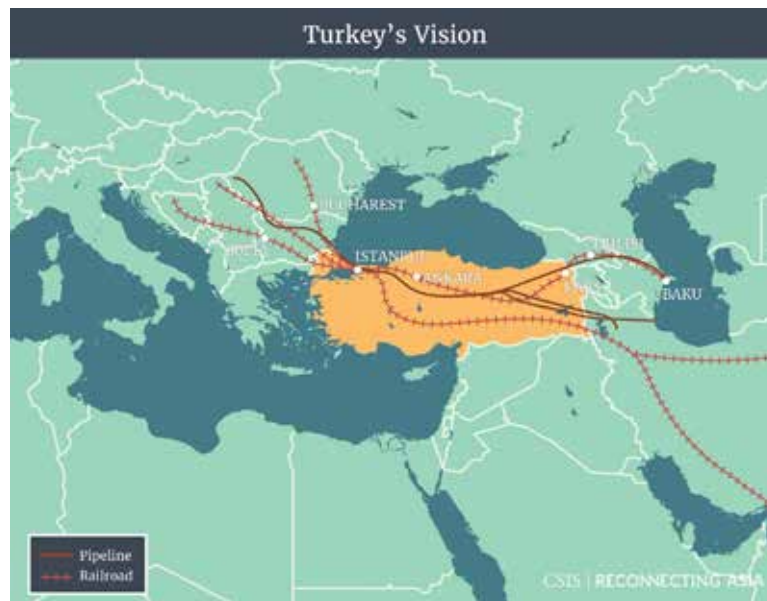 Turkey's Vision
BUCHAREST
ISTANBUL
ANKARA
TBILISI
BAKU
Pipeline
Railroad
CSIS | RECONNECTING ASIA